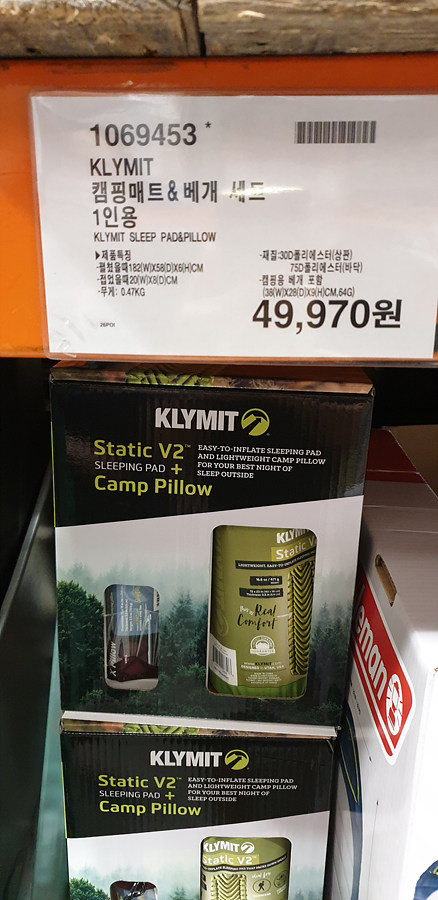 1069453 *
KLYMIT
캠핑매트&베개 세트
1인용
KLYMIT SLEEP PAD&PILLOW
▶제품특징
-펼쳤을때182(W)X58(D)X6(H)CM
-접었을때20(W)X8(D)CM
-무게: 0.47KG
-재질:30D폴리에스터(상판)
75D폴리에스터(바닥)
-캠핑용 베개 포함
(38(W)X28(D)X9(H)CM,64G)
49,970원
KLYMIT
Static V2™
SLEEPING PAD +
Camp Pillow
EASY-TO-INFLATE SLEEPING PAD
AND LIGHTWEIGHT CAMP PILLOW
FOR YOUR BEST NIGHT OF
SLEEP OUTSIDE
X Pillow
KLYMIT
Static V
Real
Comfort
KLYMIT
Static V2™
SLEEPING PAD +
Camp Pillow
EASY-TO-INFLATE SLEEPING PAD
AND LIGHTWEIGHT CAMP PILLOW
FOR YOUR BEST NIGHT OF
SLEEP OUTSIDE
KLYMIT
Static V2
eman